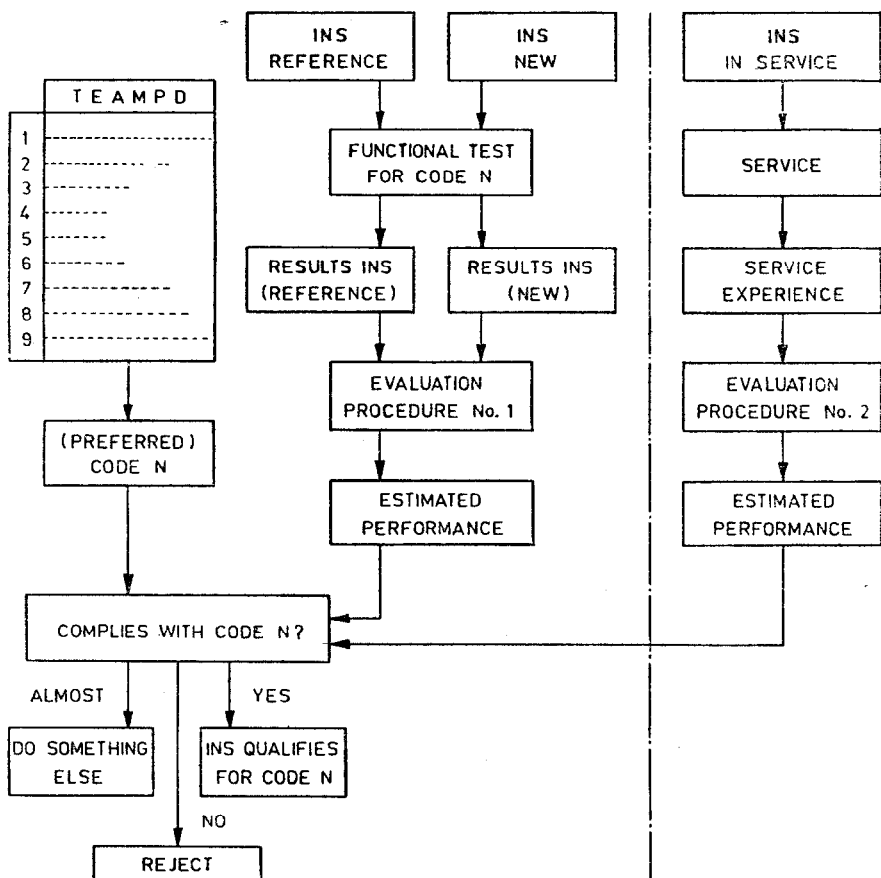 INS
REFERENCE
INS
NEW
INS
IN SERVICE
T E A M P D
1
2
3
4
5
6
7
8
9
FUNCTIONAL TEST
FOR CODE N
SERVICE
RESULTS INS
(REFERENCE)
RESULTS INS
(NEW)
SERVICE
EXPERIENCE
EVALUATION
PROCEDURE No. 1
EVALUATION
PROCEDURE No. 2
(PREFERRED)
CODE N
ESTIMATED
PERFORMANCE
ESTIMATED
PERFORMANCE
COMPLIES WITH CODE N?
ALMOST
YES
DO SOMETHING
ELSE
INS QUALIFIES
FOR CODE N
NO
REJECT